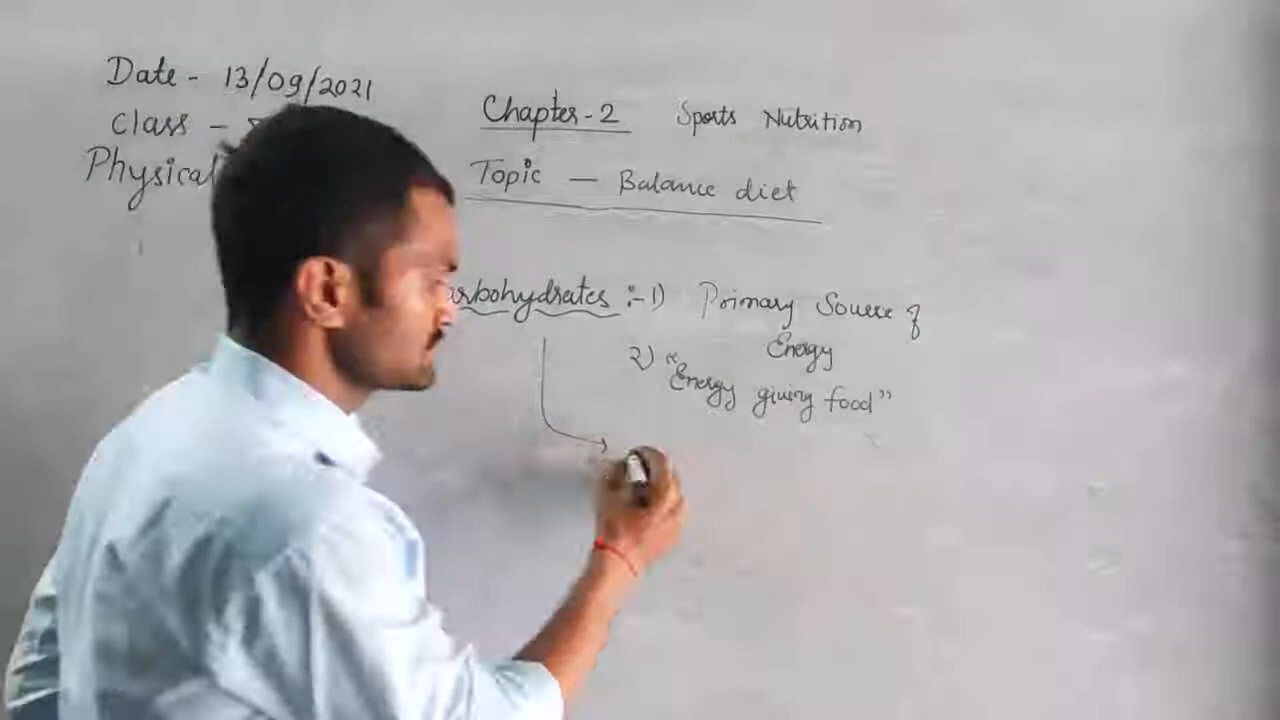 Date - 13/09/2021
Class -
Physical
Chapter-2 Sports Nutrition
Topic — Balance diet
arbohydrates :- 1) Primary Source of
Energy
2) "Energy giving food"